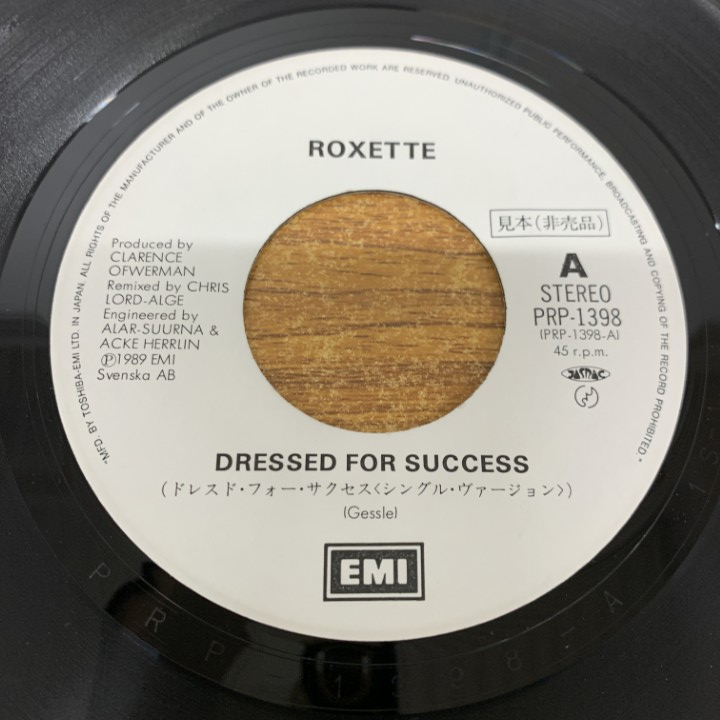 "MFD. BY TOSHIBA-EMI LTD. IN JAPAN. ALL RIGHTS OF THE MANUFACTURER AND OF THE OWNER OF THE RECORDED WORK ARE RESERVED. UNAUTHORIZED PUBLIC PERFORMANCE, BROADCASTING AND COPYING OF THE RECORD PROHIBITED"
ROXETTE
見本(非売品)
Produced by
CLARENCE
OFWERMAN
Remixed by CHRIS
LORD-ALGE
Engineered by
ALAR-SUURNA &
ACKE HERRLIN
Ⓟ1989 EMI
Svenska AB
A
STEREO
PRP-1398
(PRP-1398-A)
45 r.p.m.
JASRAC
DRESSED FOR SUCCESS
(ドレスド・フォー・サクセス〈シングル・ヴァージョン〉)
(Gessle)
EMI
PRP-1398-A